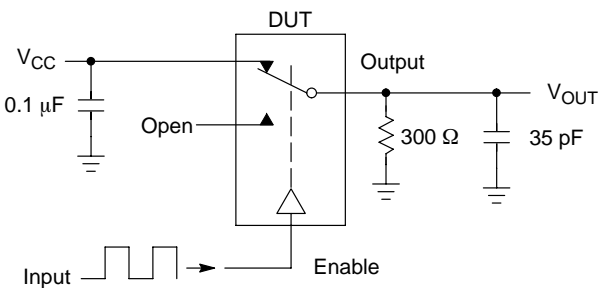 DUT
VCC
Output
VOUT
0.1 μF
Open
300 Ω
35 pF
Input
Enable